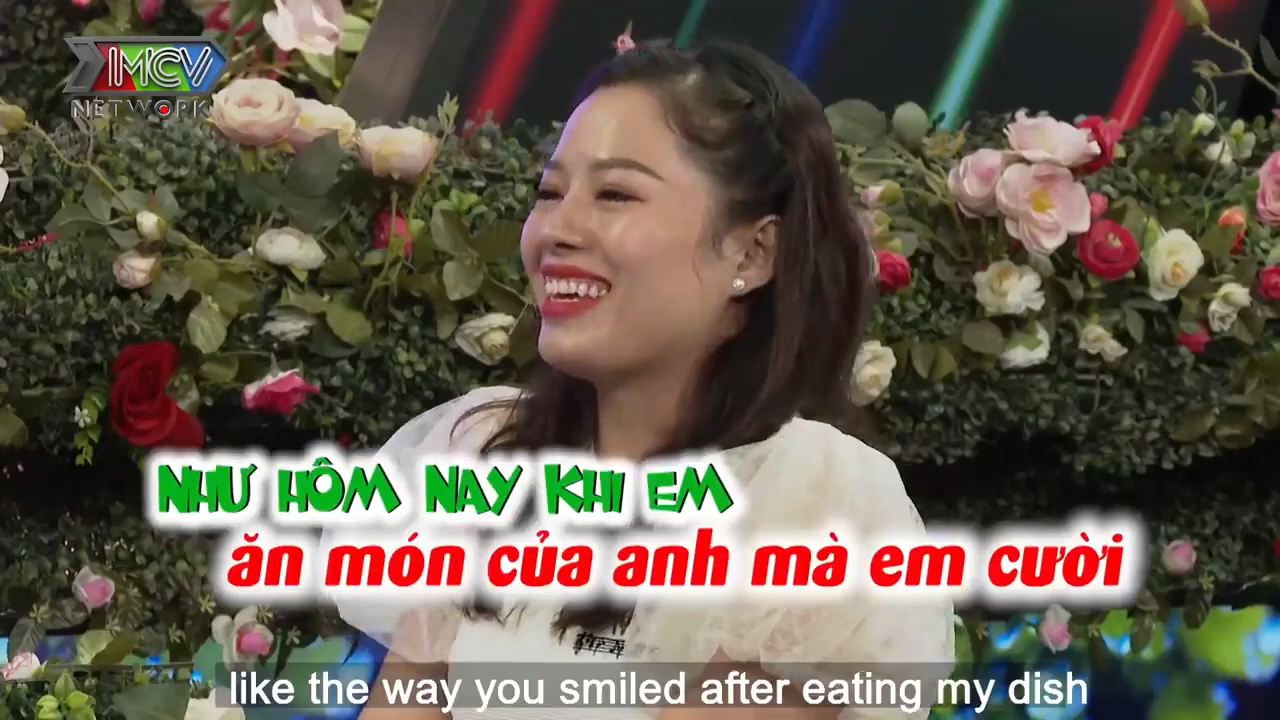 MCV
NETWORK
NHƯ HÔM NAY KHI EM
ăn món của anh mà em cười
like the way you smiled after eating my dish